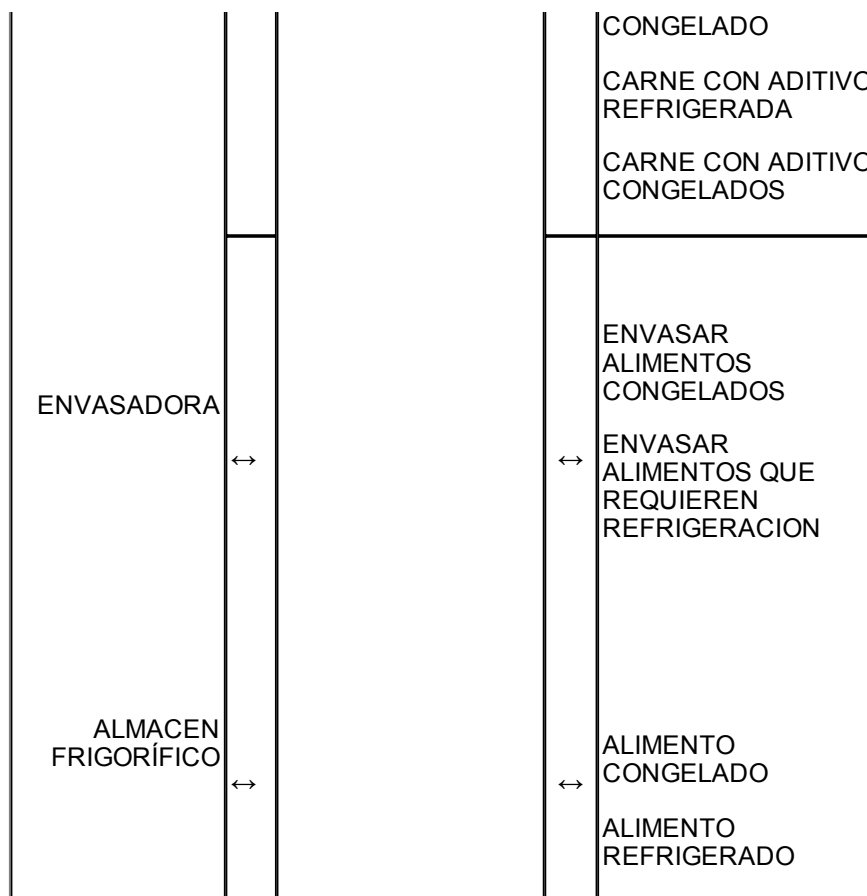 CONGELADO
CARNE CON ADITIVO
REFRIGERADA
CARNE CON ADITIVO
CONGELADOS
ENVASADORA
↔
↔
ENVASAR
ALIMENTOS
CONGELADOS
ENVASAR
ALIMENTOS QUE
REQUIEREN
REFRIGERACION
ALMACEN
FRIGORÍFICO
↔
↔
ALIMENTO
CONGELADO
ALIMENTO
REFRIGERADO